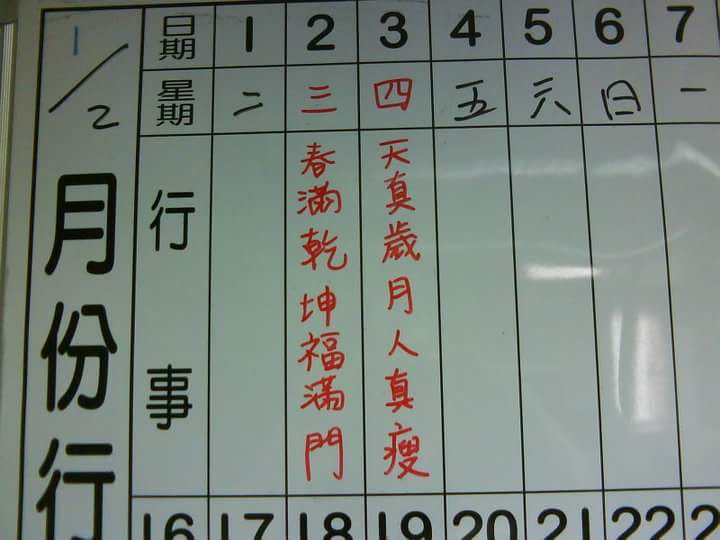 1/2
月份行
日期 1 2 3 4 5 6 7
星期 二 三 四 五 六 日 一
行事
春滿乾坤福滿門
天真歲月人真瘦
16 17 18 19 20 21 22 2